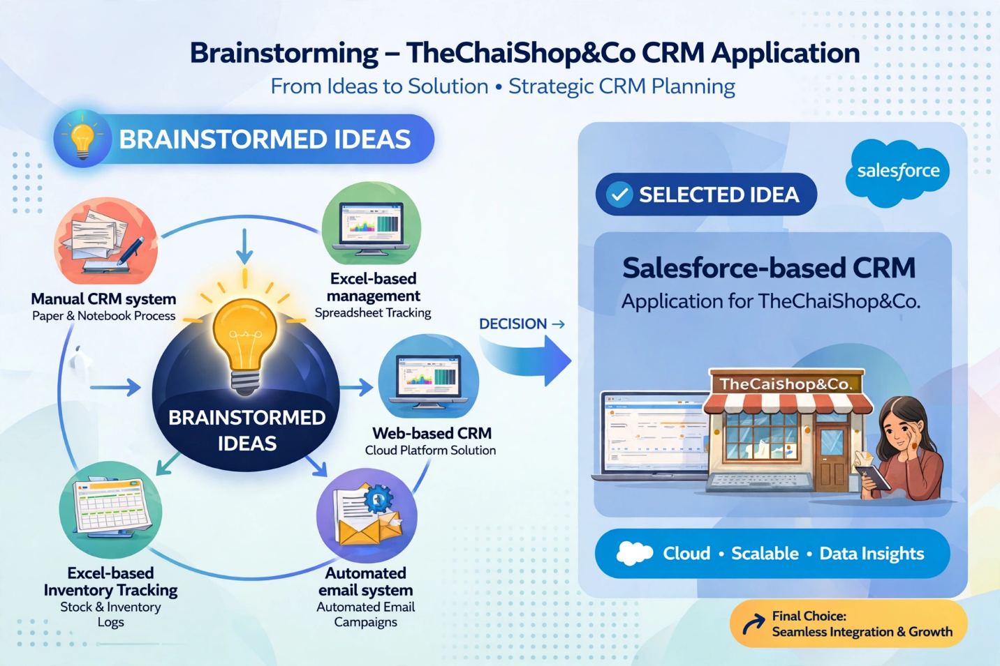 Brainstorming – TheChaiShop&Co CRM Application
From Ideas to Solution • Strategic CRM Planning
BRAINSTORMED IDEAS
Manual CRM system
Paper & Notebook Process
Excel-based
management
Spreadsheet Tracking
BRAINSTORMED
IDEAS
Web-based CRM
Cloud Platform Solution
Excel-based
Inventory Tracking
Stock & Inventory
Logs
Automated
email system
Automated Email
Campaigns
DECISION →
salesforce
SELECTED IDEA
Salesforce-based CRM
Application for TheChaiShop&Co.
TheCaishop&Co.
Cloud • Scalable • Data Insights
Final Choice:
Seamless Integration & Growth